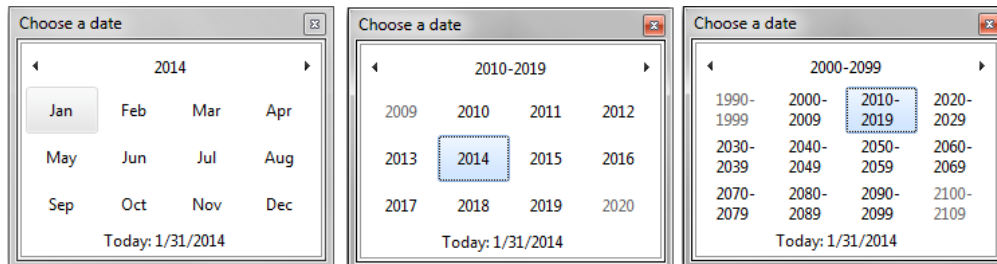 Choose a date
2014
Jan Feb Mar Apr
May Jun Jul Aug
Sep Oct Nov Dec
Today: 1/31/2014
Choose a date
2010-2019
2009 2010 2011 2012
2013 2014 2015 2016
2017 2018 2019 2020
Today: 1/31/2014
Choose a date
2000-2099
1990- 2000- 2010- 2020-
1999 2009 2019 2029
2030- 2040- 2050- 2060-
2039 2049 2059 2069
2070- 2080- 2090- 2100-
2079 2089 2099 2109
Today: 1/31/2014